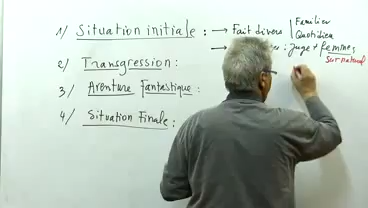 1) Situation initiale : → Fait divers | Familier
Quotidien
→ : Juge + femmes
Surnaturel
2) Transgression :
3) Aventure fantastique :
4) Situation Finale :